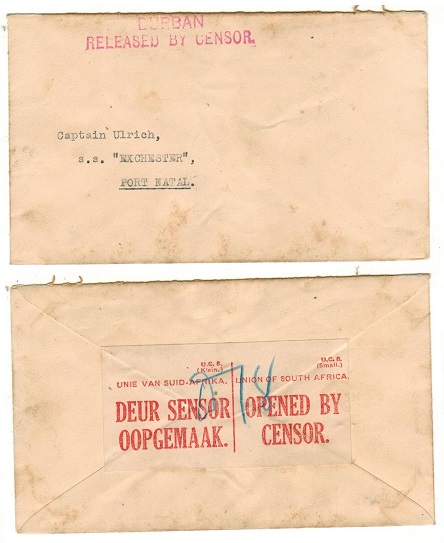 DURBAN
RELEASED BY CENSOR.
Captain Ulrich,
s.s. "EXCHESTER",
PORT NATAL.
U.C. 8.
(Klein.)
U.C. 8.
(Small.)
UNIE VAN SUID-AFRIKA.
UNION OF SOUTH AFRICA.
DEUR SENSOR
OOPGEMAAK.
OPENED BY
CENSOR.